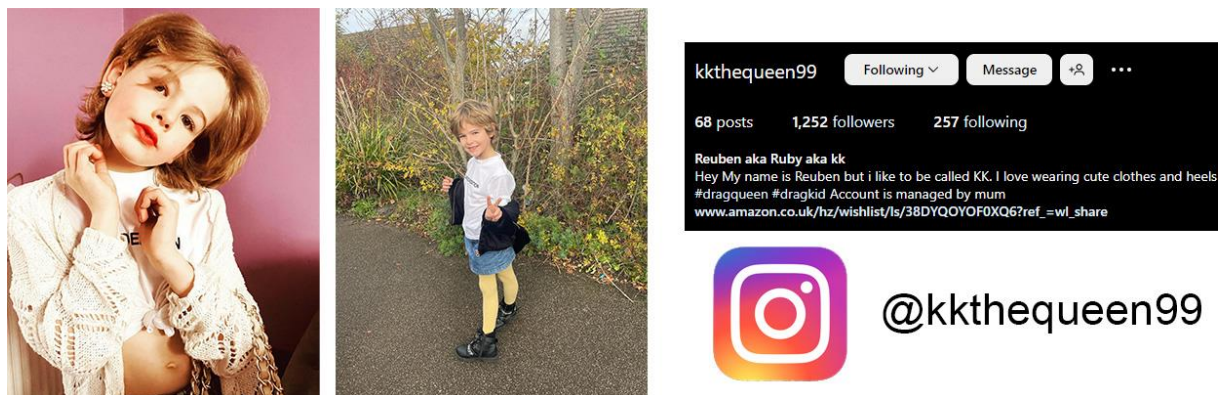 kkthequeen99 Following Message
68 posts 1,252 followers 257 following
Reuben aka Ruby aka kk
Hey My name is Reuben but i like to be called KK. I love wearing cute clothes and heels
#dragqueen #dragkid Account is managed by mum
www.amazon.co.uk/hz/wishlist/ls/38DYQOYOF0XQ6?ref_=wl_share
@kkthequeen99